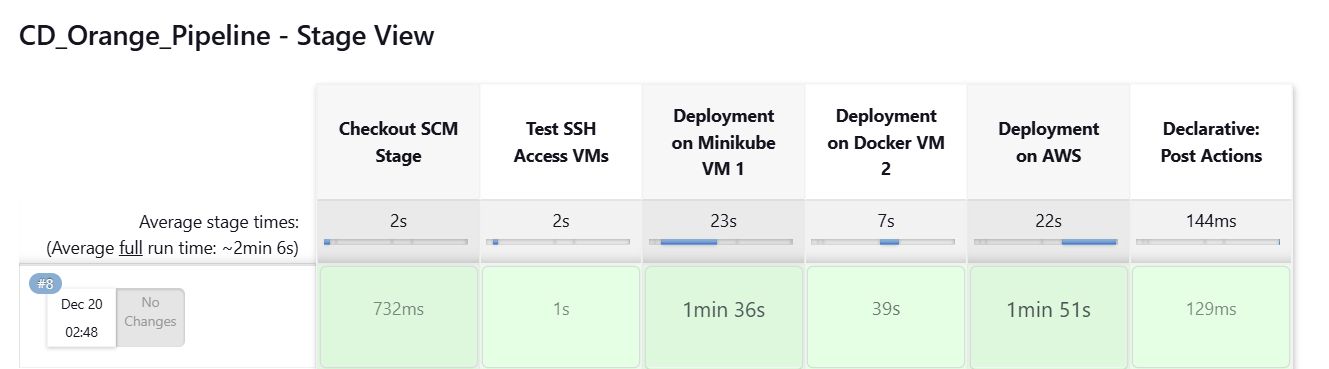 CD_Orange_Pipeline - Stage View
Checkout SCM
Stage
Test SSH
Access VMs
Deployment
on Minikube
VM 1
Deployment
on Docker VM
2
Deployment
on AWS
Declarative:
Post Actions
Average stage times:
(Average full run time: ~2min 6s)
2s
2s
23s
7s
22s
144ms
#8
Dec 20
02:48
No
Changes
732ms
1s
1min 36s
39s
1min 51s
129ms